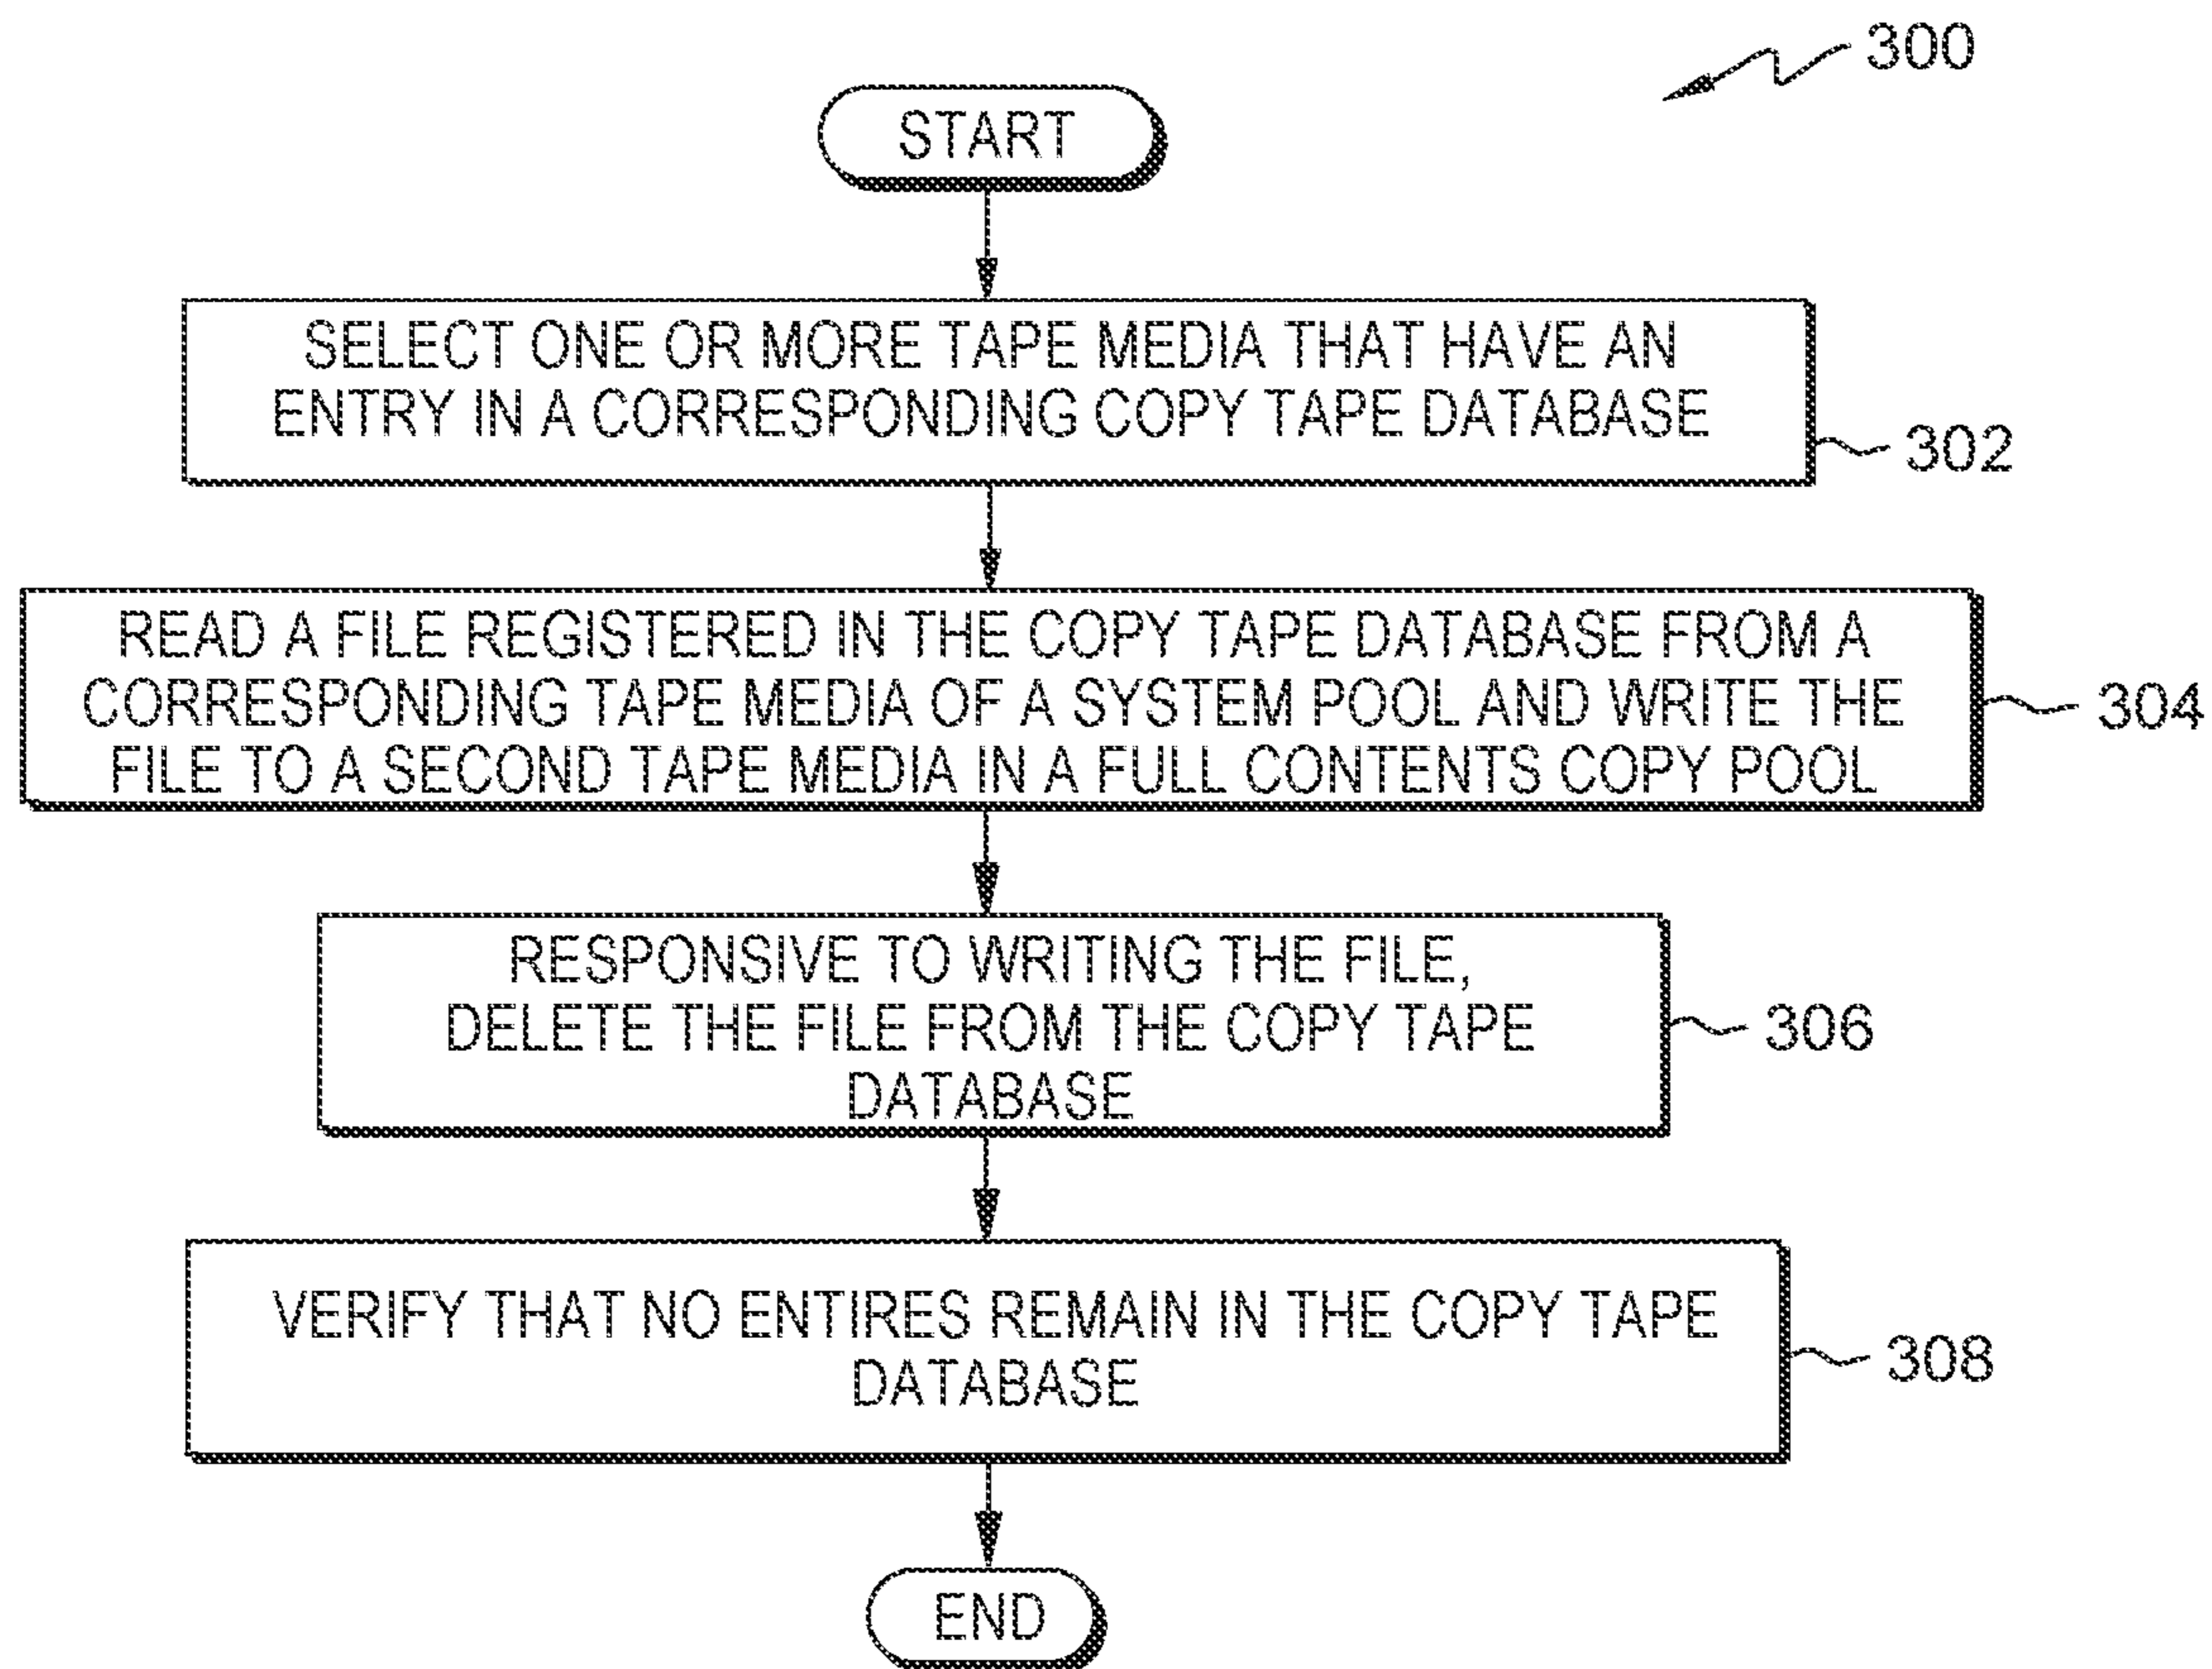 300
START
SELECT ONE OR MORE TAPE MEDIA THAT HAVE AN
ENTRY IN A CORRESPONDING COPY TAPE DATABASE
302
READ A FILE REGISTERED IN THE COPY TAPE DATABASE FROM A
CORRESPONDING TAPE MEDIA OF A SYSTEM POOL AND WRITE THE
FILE TO A SECOND TAPE MEDIA IN A FULL CONTENTS COPY POOL
304
RESPONSIVE TO WRITING THE FILE,
DELETE THE FILE FROM THE COPY TAPE
DATABASE
306
VERIFY THAT NO ENTIRES REMAIN IN THE COPY TAPE
DATABASE
308
END